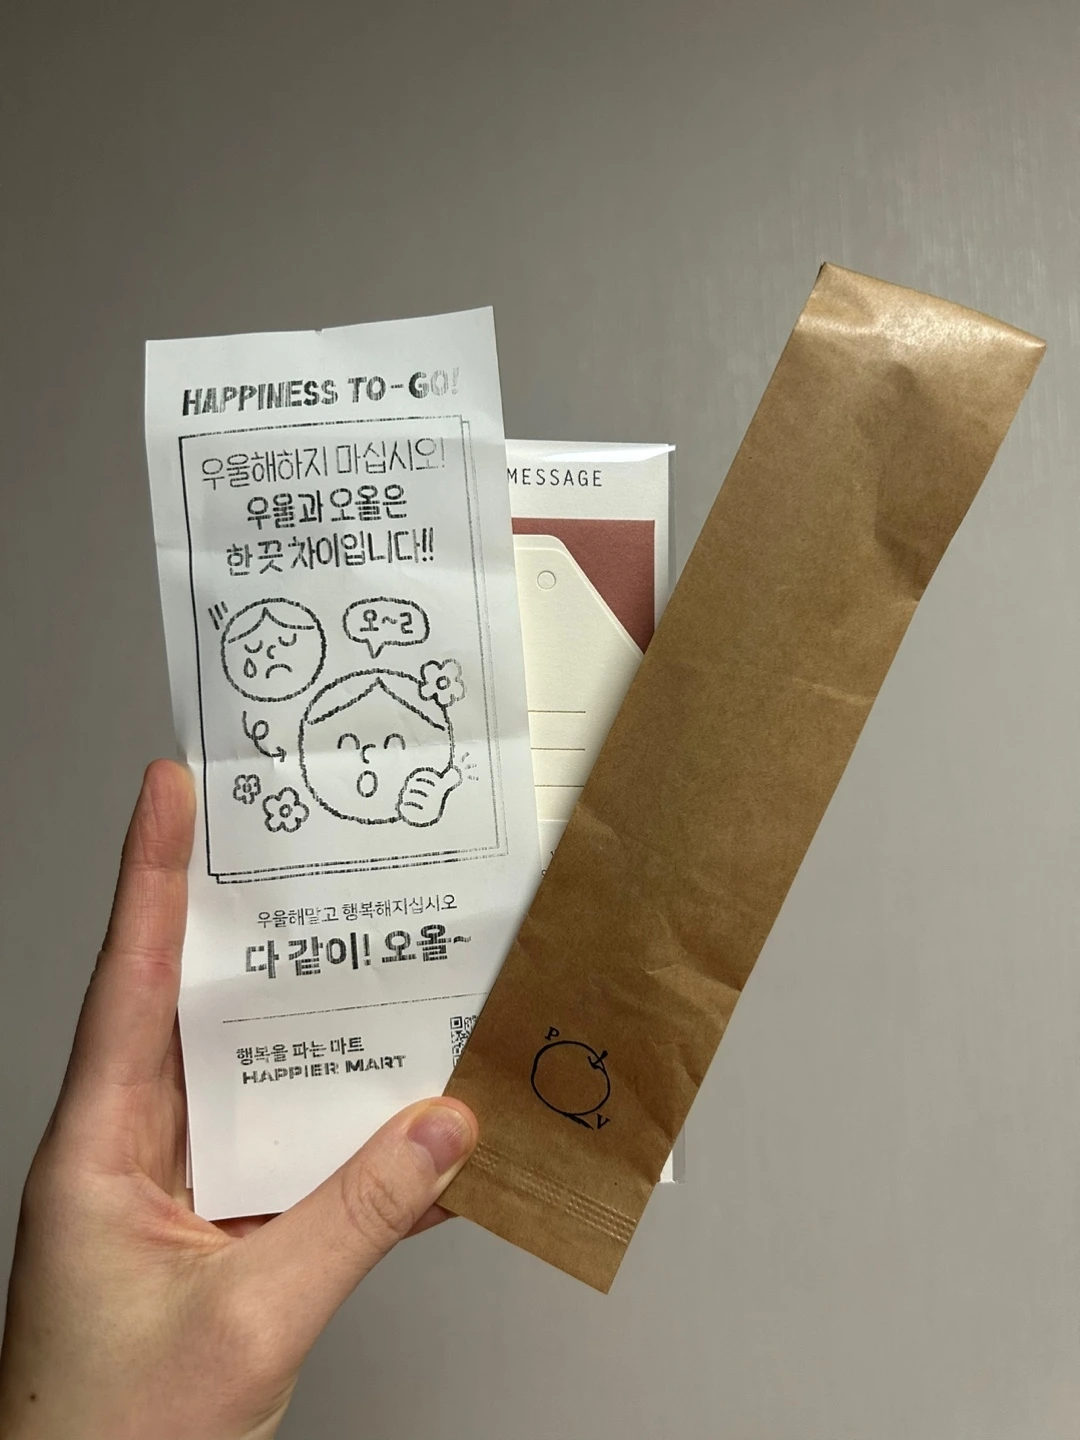 HAPPINESS TO-GO!
우울해하지 마십시오!
우울과 오올은
한 끗 차이입니다!!
오~ㄹ
우울해말고 행복해지십시오
다 같이! 오올~
행복을 파는 마트
HAPPIER MART
MESSAGE
P
V